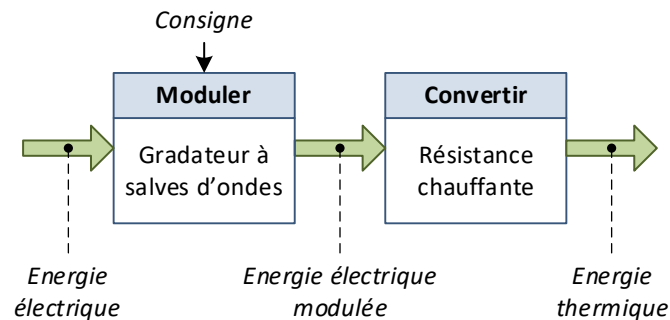 Consigne
Moduler
Convertir
Gradateur à
salves d’ondes
Résistance
chauffante
Energie
électrique
Energie électrique
modulée
Energie
thermique